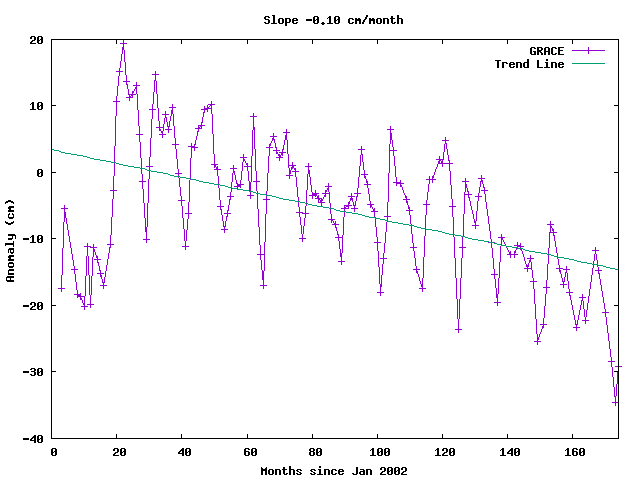 Slope -0.10 cm/month
GRACE
Trend Line
20
10
0
-10
-20
-30
-40
Anomaly (cm)
0 20 40 60 80 100 120 140 160
Months since Jan 2002